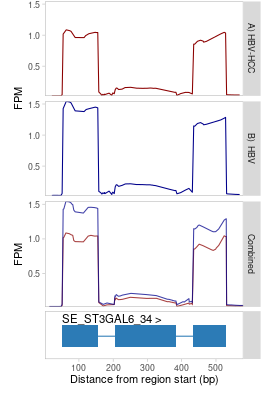 1.5
1.0
0.5
A) HBV-HCC
FPM
1.5
1.0
0.5
B) HBV
1.5
1.0
0.5
FPM
Combined
SE_ST3GAL6_34 >
100 200 300 400 500
Distance from region start (bp)